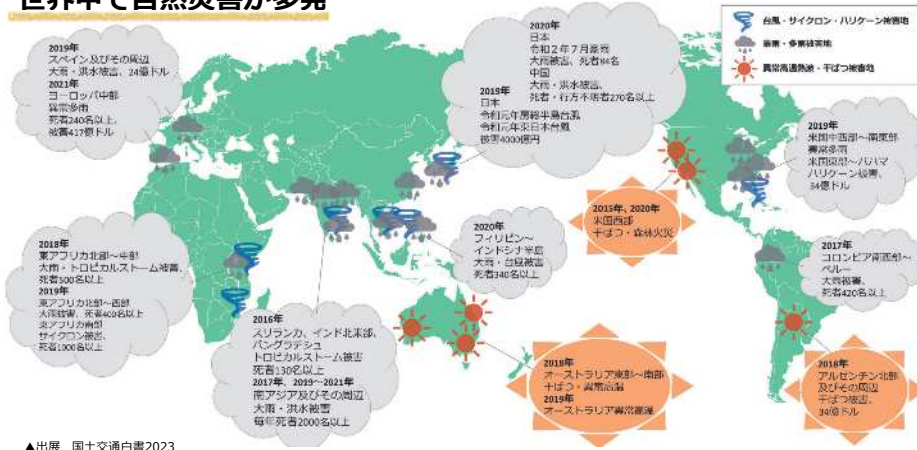 世界中で自然災害が多発
台風・サイクロン・ハリケーン被害地
豪雨・多雨被害地
異常高温熱波・干ばつ被害地
2019年
スペイン及びその周辺
大雨・洪水被害、24億ドル
2021年
ヨーロッパ中部
異常多雨
死者240名以上、
被害417億ドル
2020年
日本
令和2年7月豪雨
大雨被害、死者84名
中国
大雨・洪水被害、
死者・行方不明者270名以上
2019年
日本
令和元年房総半島台風
令和元年東日本台風
被害4000億円
2019年
米国中西部～南東部
異常多雨
米国東部～バハマ
ハリケーン被害、
34億ドル
2015年、2020年
米国西部
干ばつ・森林火災
2018年
東アフリカ北部～中部
大雨・トロピカルストーム被害、
死者500名以上
2019年
東アフリカ北部～西部
大雨被害、死者400名以上
東アフリカ南部
サイクロン被害、
死者1000名以上
2016年
スリランカ、インド北東部、
バングラデシュ
トロピカルストーム被害
死者130名以上
2017年、2019～2021年
南アジア及びその周辺
大雨・洪水被害
毎年死者2000名以上
2020年
フィリピン～
インドシナ半島
大雨・台風被害
死者340名以上
2017年
コロンビア南西部～
ペルー
大雨被害、
死者420名以上
2018年
オーストラリア東部～南部
干ばつ・異常高温
2019年
オーストラリア異常高温
2018年
アルゼンチン北部
及びその周辺
干ばつ被害、
34億ドル
▲出展 国土交通白書2023